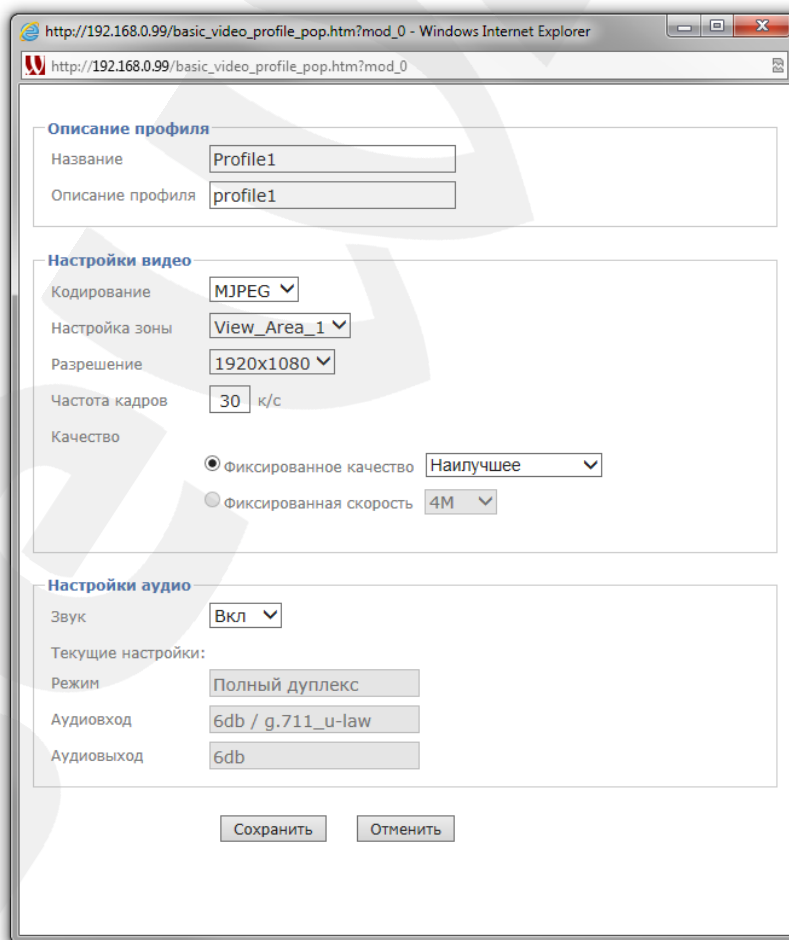 http://192.168.0.99/basic_video_profile_pop.htm?mod_0 - Windows Internet Explorer
http://192.168.0.99/basic_video_profile_pop.htm?mod_0
Описание профиля
Название Profile1
Описание профиля profile1
Настройки видео
Кодирование MJPEG
Настройка зоны View_Area_1
Разрешение 1920x1080
Частота кадров 30 к/с
Качество
Фиксированное качество Наилучшее
Фиксированная скорость 4M
Настройки аудио
Звук Вкл
Текущие настройки:
Режим Полный дуплекс
Аудиовход 6db / g.711_u-law
Аудиовыход 6db
Сохранить Отменить